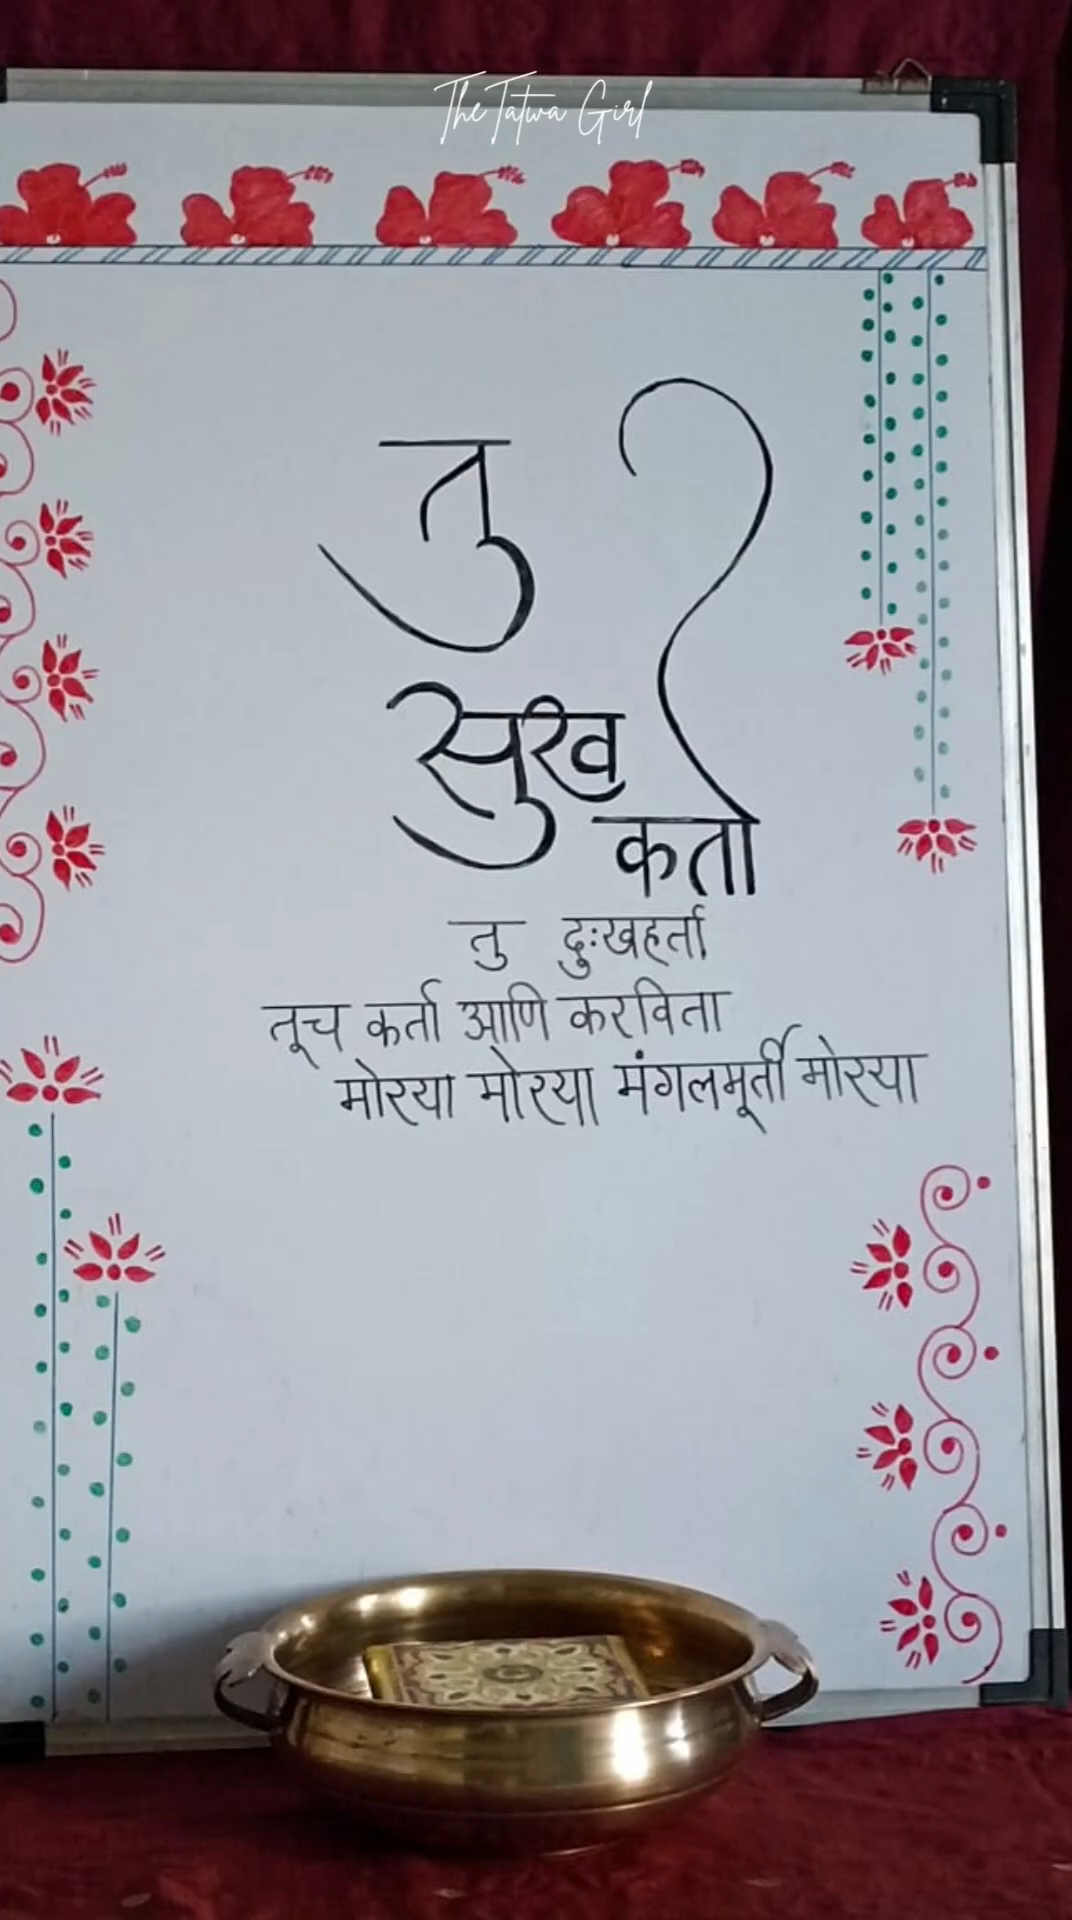 The Tatwa Girl
तु
सुख
कर्ता
तु दुःखहर्ता
तूच कर्ता आणि करविता
मोरया मोरया मंगलमूर्ती मोरया